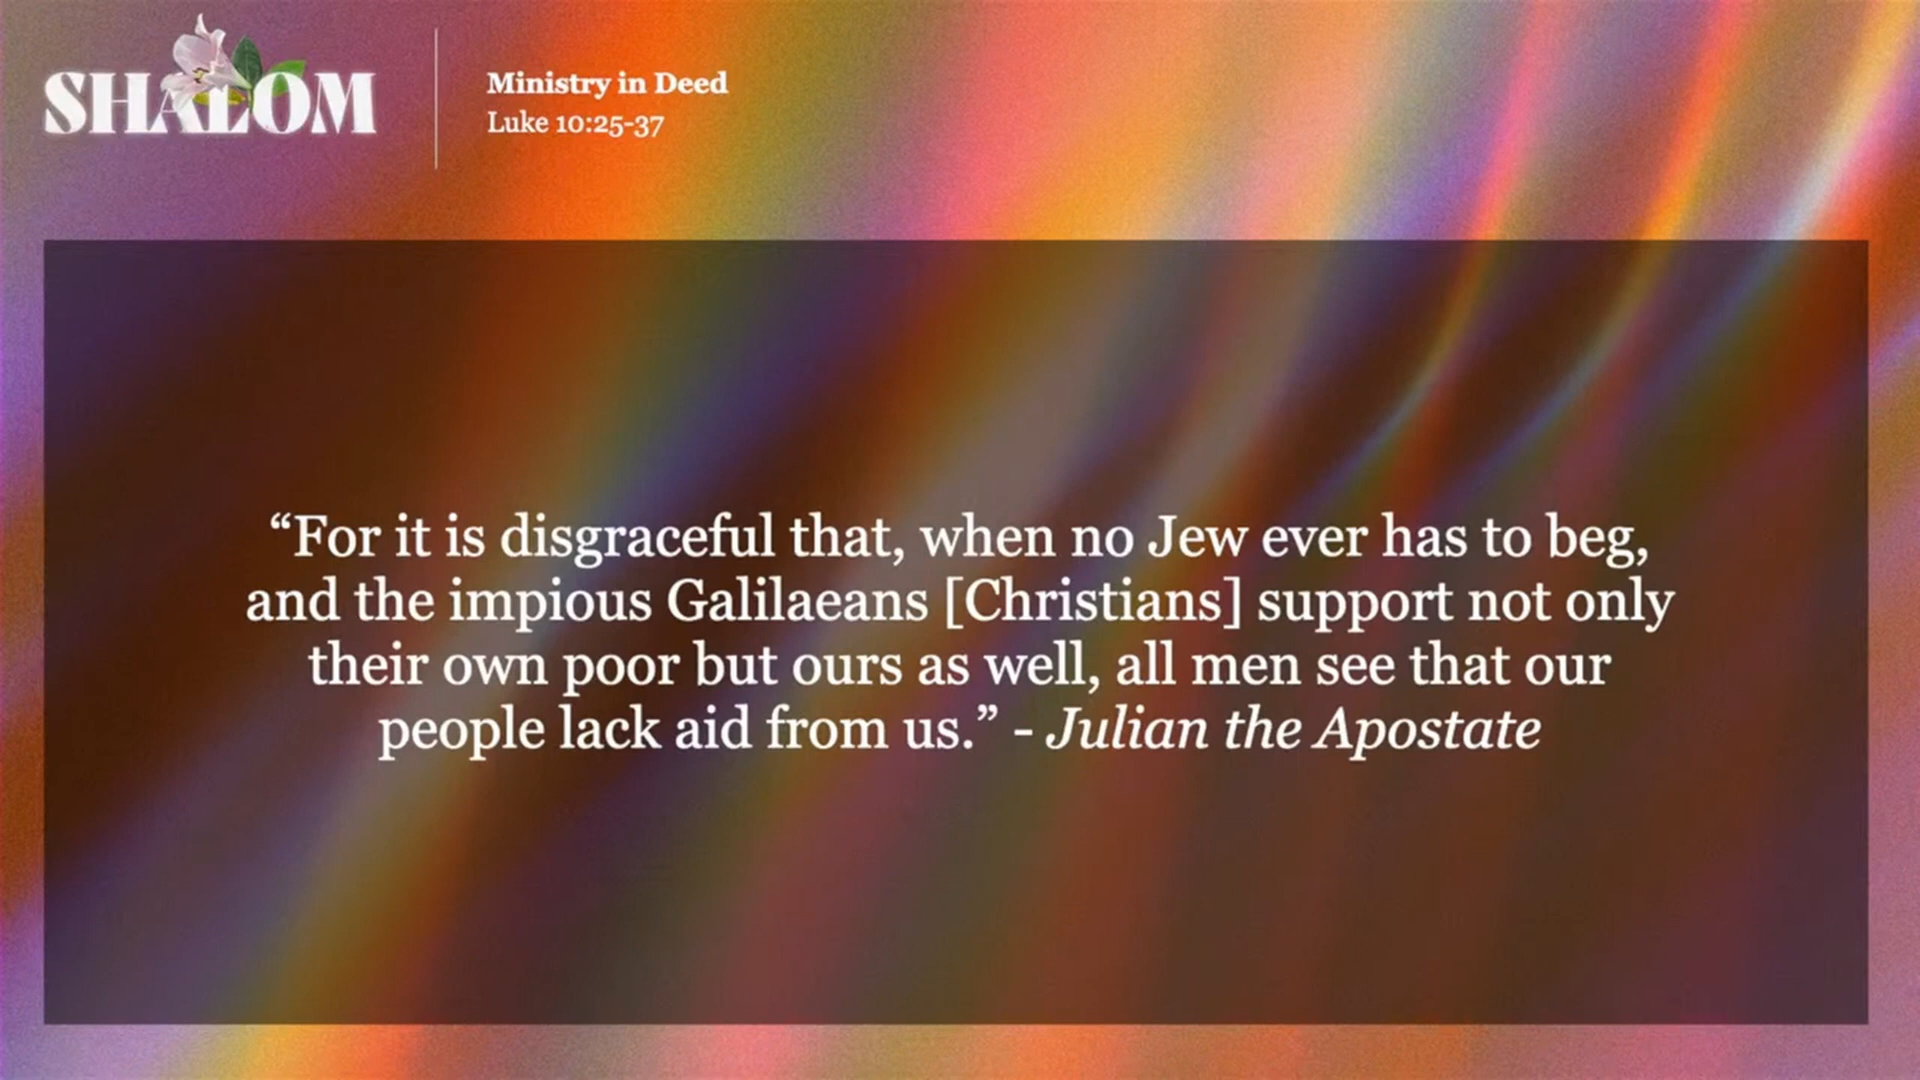 SHALOM
Ministry in Deed
Luke 10:25-37
“For it is disgraceful that, when no Jew ever has to beg,
and the impious Galilaeans [Christians] support not only
their own poor but ours as well, all men see that our
people lack aid from us.” - Julian the Apostate